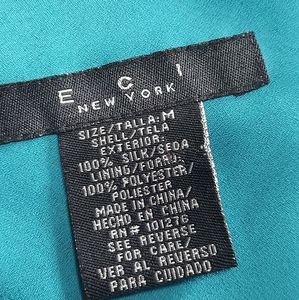 E C I
NEW YORK
SIZE/TALLA: M
SHELL/TELA
EXTERIOR:
100% SILK/SEDA
LINING/FORRO:
100% POLYESTER/
POLIESTER
MADE IN CHINA/
HECHO EN CHINA
RN# 101276
SEE REVERSE
FOR CARE/
VER AL REVERSO
PARA CUIDADO